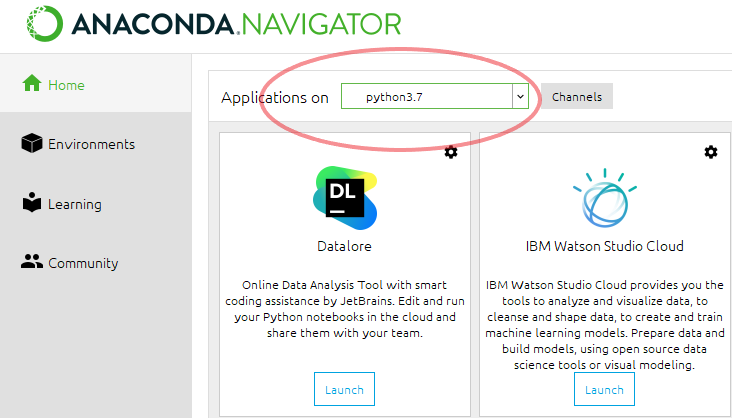 ANACONDA.NAVIGATOR
Home
Applications on python3.7 Channels
Environments
Learning
Community
DL
Datalore
Online Data Analysis Tool with smart
coding assistance by JetBrains. Edit and run
your Python notebooks in the cloud and
share them with your team.
Launch
IBM Watson Studio Cloud
IBM Watson Studio Cloud provides you the
tools to analyze and visualize data, to
cleanse and shape data, to create and train
machine learning models. Prepare data and
build models, using open source data
science tools or visual modeling.
Launch